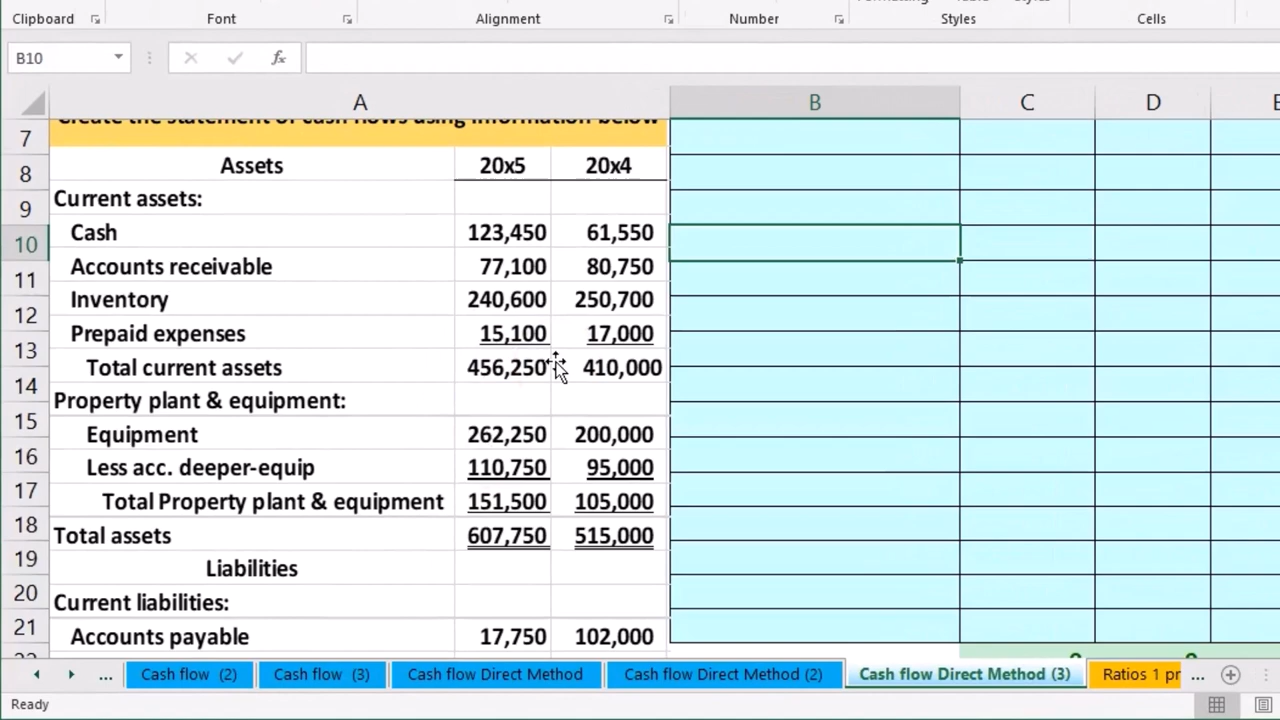 Clipboard Font Alignment Number Styles Cells
B10 fx
A B C D E
7 Create the statement of cash flows using information below
8 Assets 20x5 20x4
9 Current assets:
10 Cash 123,450 61,550
11 Accounts receivable 77,100 80,750
12 Inventory 240,600 250,700
13 Prepaid expenses 15,100 17,000
14 Total current assets 456,250 410,000
15 Property plant & equipment:
16 Equipment 262,250 200,000
17 Less acc. deeper-equip 110,750 95,000
18 Total Property plant & equipment 151,500 105,000
19 Total assets 607,750 515,000
20 Liabilities
21 Current liabilities:
Accounts payable 17,750 102,000
... Cash flow (2) Cash flow (3) Cash flow Direct Method Cash flow Direct Method (2) Cash flow Direct Method (3) Ratios 1 pr ...
Ready